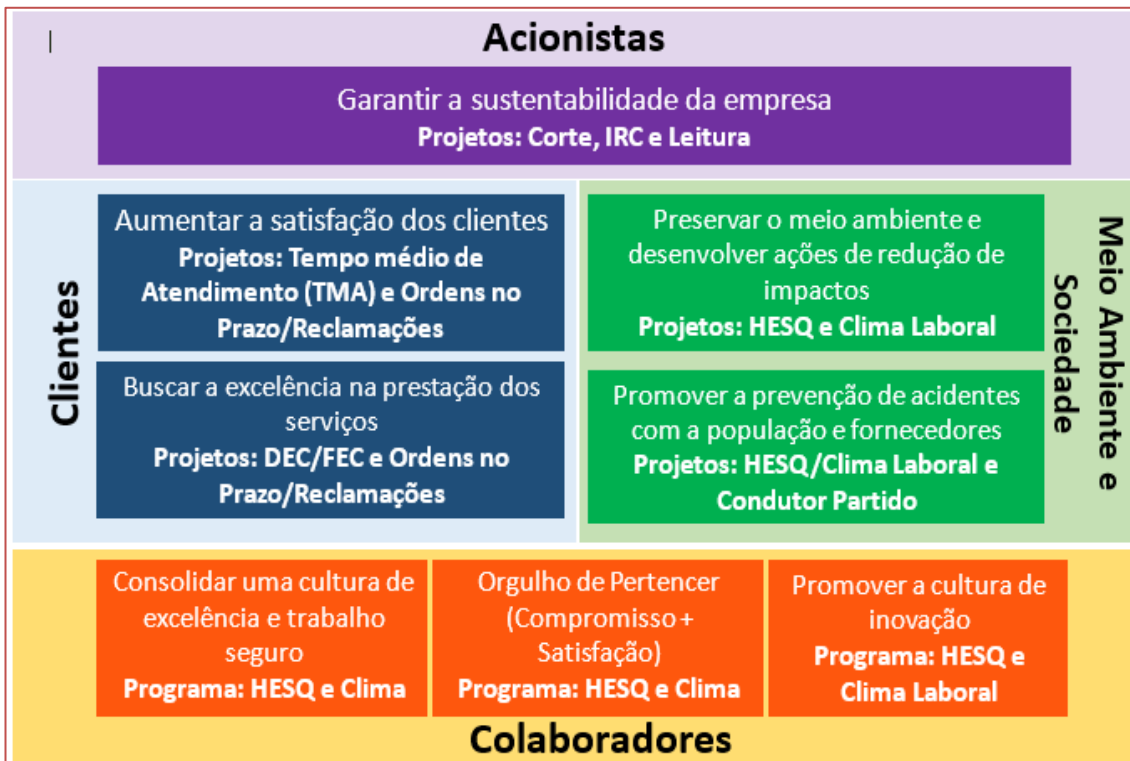 Acionistas
Garantir a sustentabilidade da empresa
Projetos: Corte, IRC e Leitura
Clientes
Aumentar a satisfação dos clientes
Projetos: Tempo médio de
Atendimento (TMA) e Ordens no
Prazo/Reclamações
Buscar a excelência na prestação dos
serviços
Projetos: DEC/FEC e Ordens no
Prazo/Reclamações
Preservar o meio ambiente e
desenvolver ações de redução de
impactos
Projetos: HESQ e Clima Laboral
Promover a prevenção de acidentes
com a população e fornecedores
Projetos: HESQ/Clima Laboral e
Condutor Partido
Meio Ambiente e
Sociedade
Consolidar uma cultura de
excelência e trabalho
seguro
Programa: HESQ e Clima
Orgulho de Pertencer
(Compromisso +
Satisfação)
Programa: HESQ e Clima
Promover a cultura de
inovação
Programa: HESQ e
Clima Laboral
Colaboradores